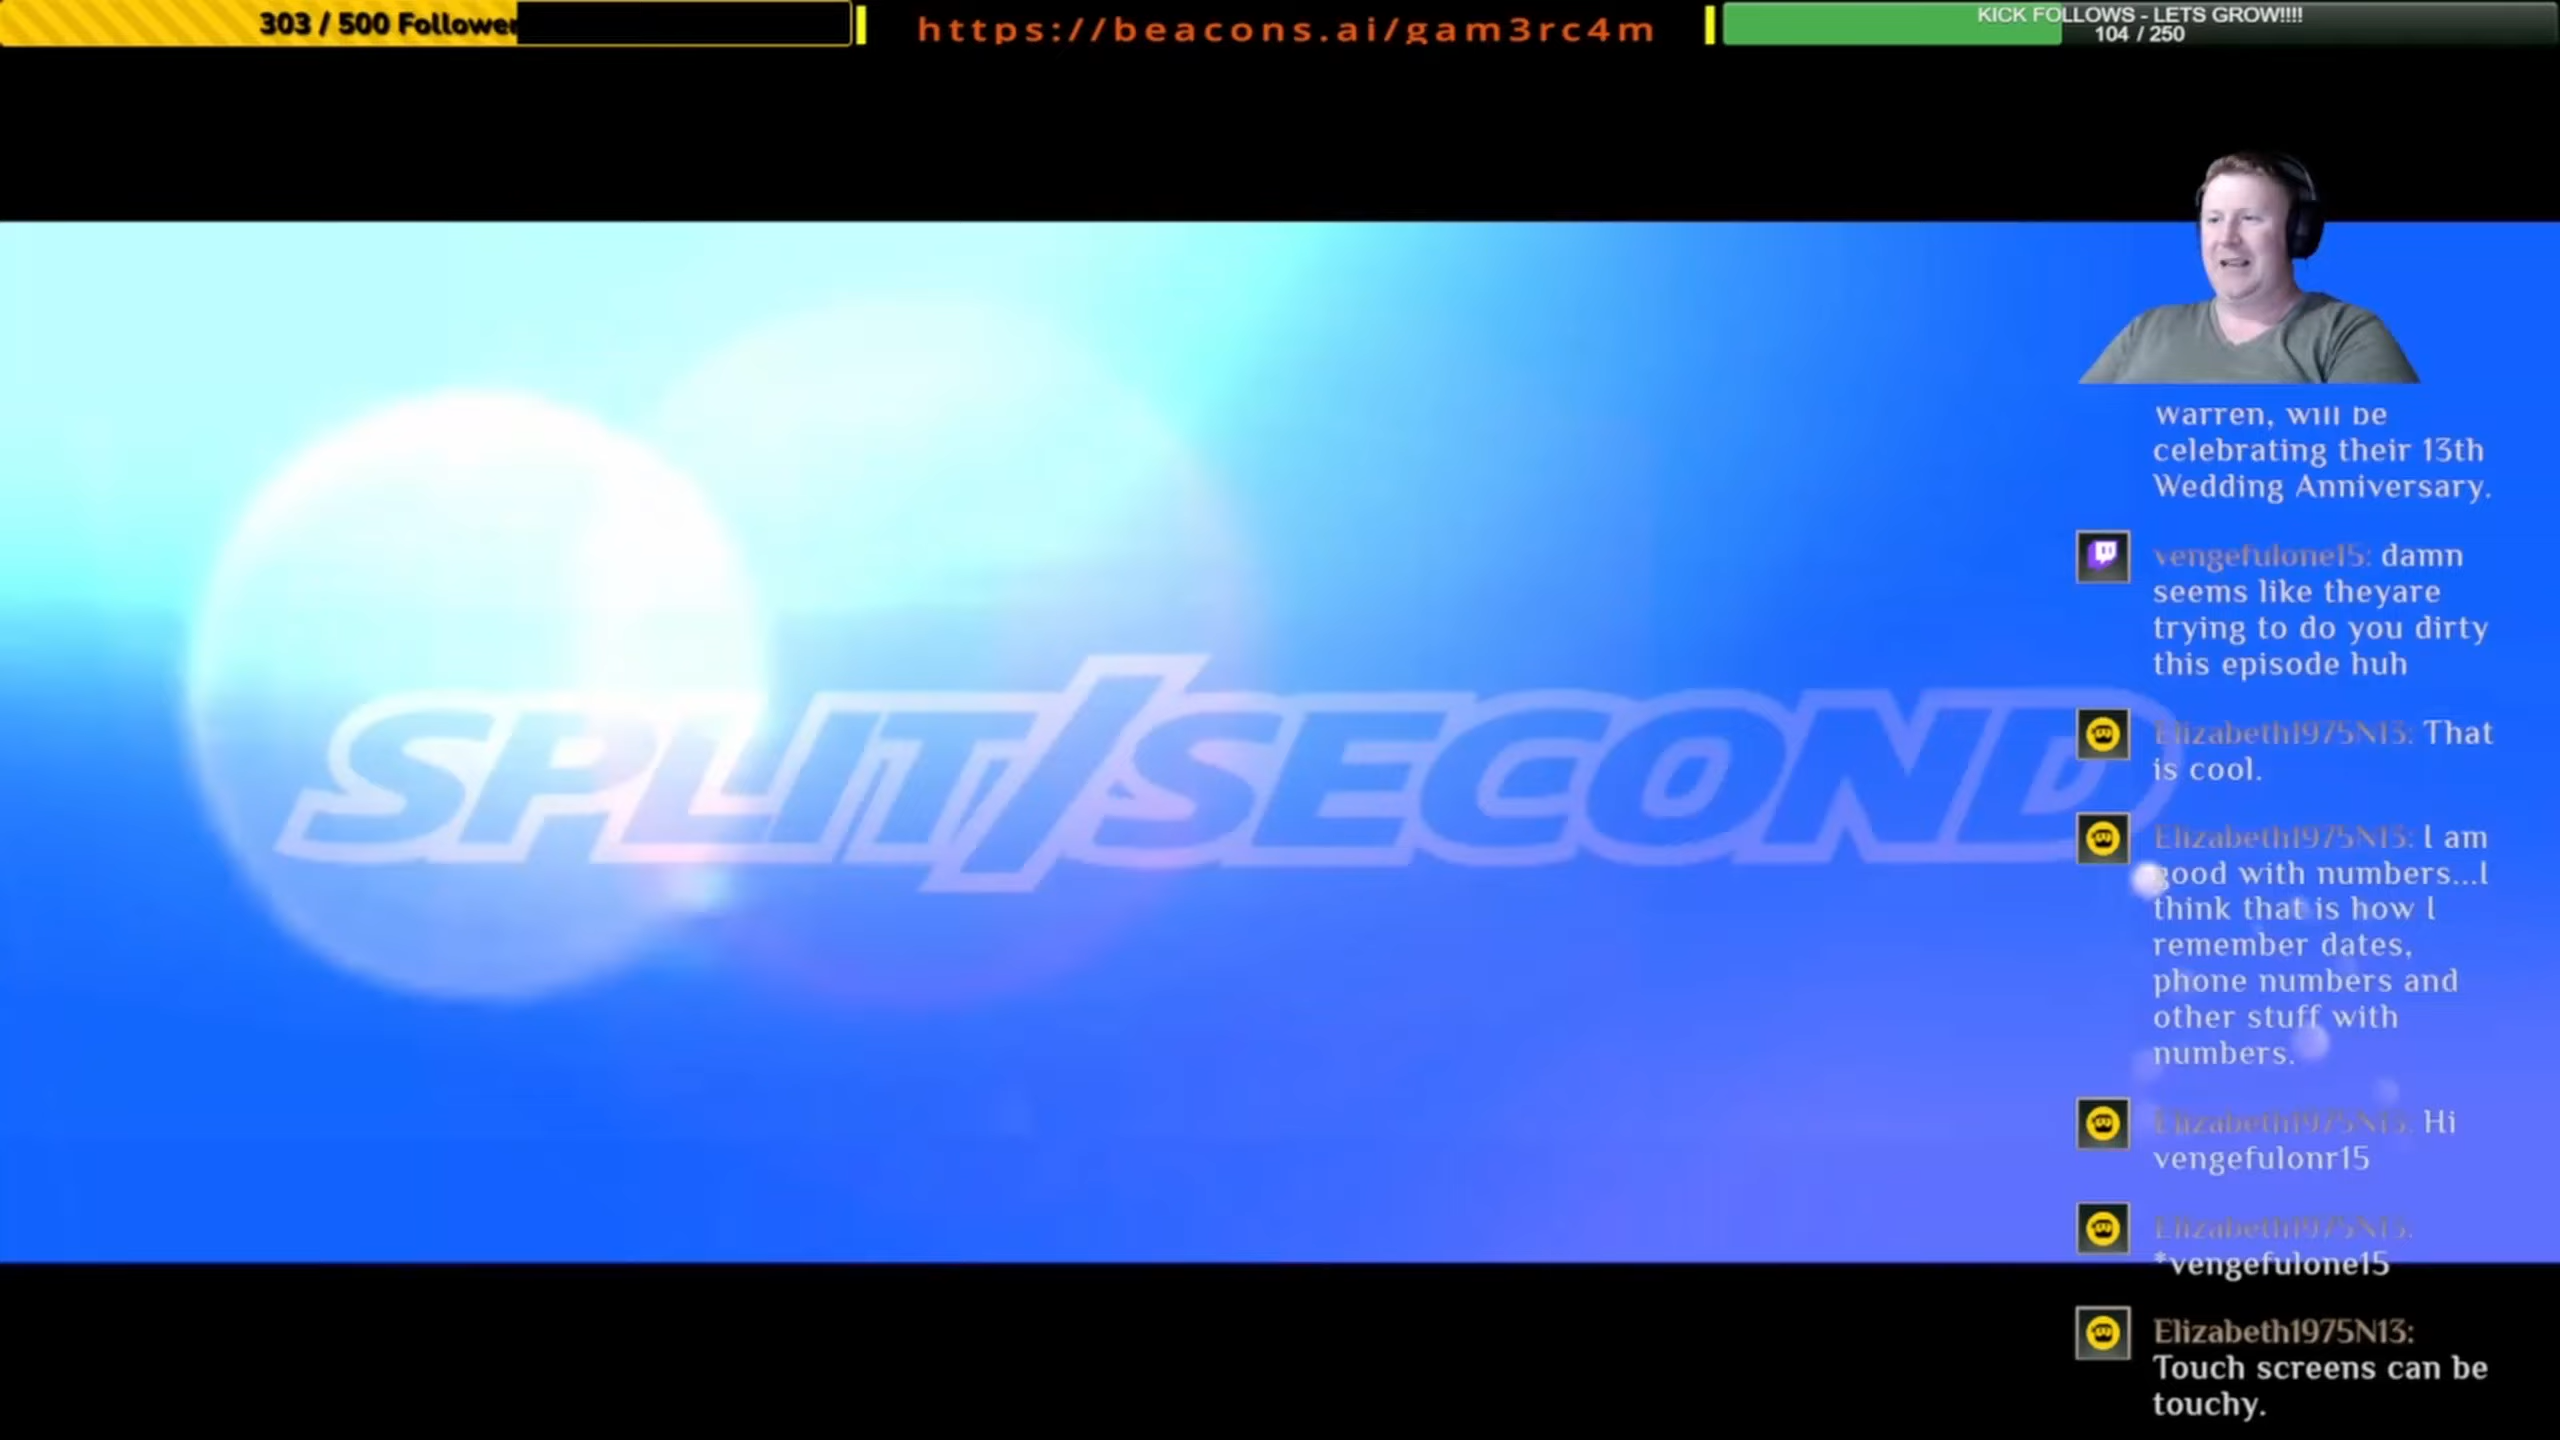 303 / 500 Follower
https://beacons.ai/gam3rc4m
KICK FOLLOWS - LETS GROW!!!!
104 / 250
SPLIT/SECOND
Warren, will be
celebrating their 13th
Wedding Anniversary.
vengefulone15: damn
seems like theyare
trying to do you dirty
this episode huh
Elizabeth1975N13: That
is cool.
Elizabeth1975N13: I am
good with numbers...I
think that is how I
remember dates,
phone numbers and
other stuff with
numbers.
Elizabeth1975N13: Hi
vengefulonr15
Elizabeth1975N13:
*vengefulone15
Elizabeth1975N13:
Touch screens can be
touchy.